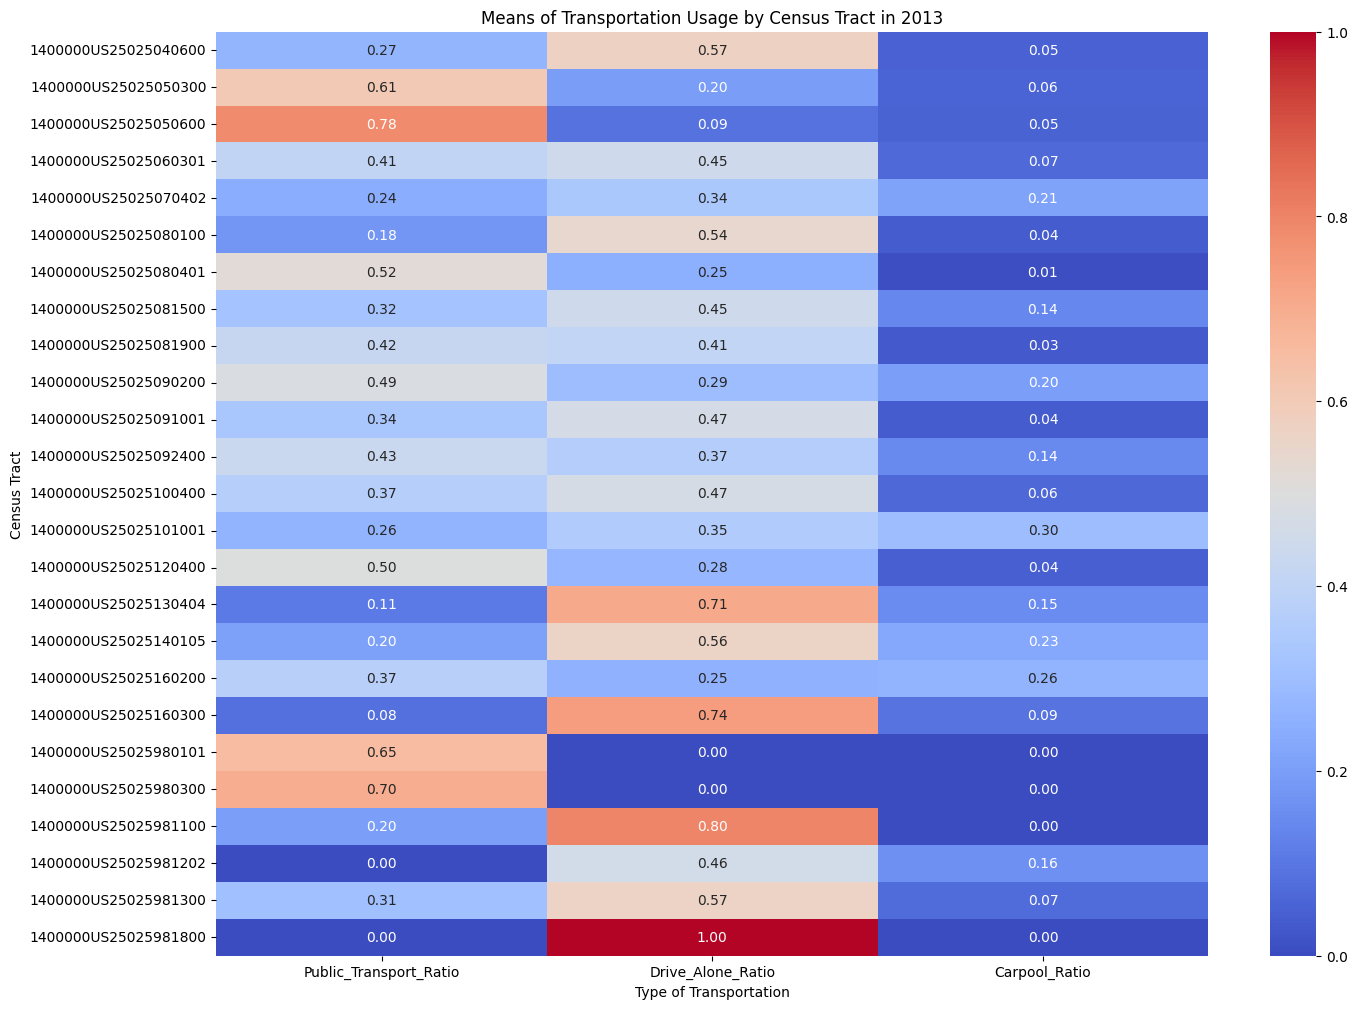 Means of Transportation Usage by Census Tract in 2013
1400000US25025040600 0.27 0.57 0.05
1400000US25025050300 0.61 0.20 0.06
1400000US25025050600 0.78 0.09 0.05
1400000US25025060301 0.41 0.45 0.07
1400000US25025070402 0.24 0.34 0.21
1400000US25025080100 0.18 0.54 0.04
1400000US25025080401 0.52 0.25 0.01
1400000US25025081500 0.32 0.45 0.14
1400000US25025081900 0.42 0.41 0.03
1400000US25025090200 0.49 0.29 0.20
1400000US25025091001 0.34 0.47 0.04
1400000US25025092400 0.43 0.37 0.14
1400000US25025100400 0.37 0.47 0.06
1400000US25025101001 0.26 0.35 0.30
1400000US25025120400 0.50 0.28 0.04
1400000US25025130404 0.11 0.71 0.15
1400000US25025140105 0.20 0.56 0.23
1400000US25025160200 0.37 0.25 0.26
1400000US25025160300 0.08 0.74 0.09
1400000US25025980101 0.65 0.00 0.00
1400000US25025980300 0.70 0.00 0.00
1400000US25025981100 0.20 0.80 0.00
1400000US25025981202 0.00 0.46 0.16
1400000US25025981300 0.31 0.57 0.07
1400000US25025981800 0.00 1.00 0.00
Public_Transport_Ratio Drive_Alone_Ratio Carpool_Ratio
Type of Transportation
Census Tract
1.0
0.8
0.6
0.4
0.2
0.0